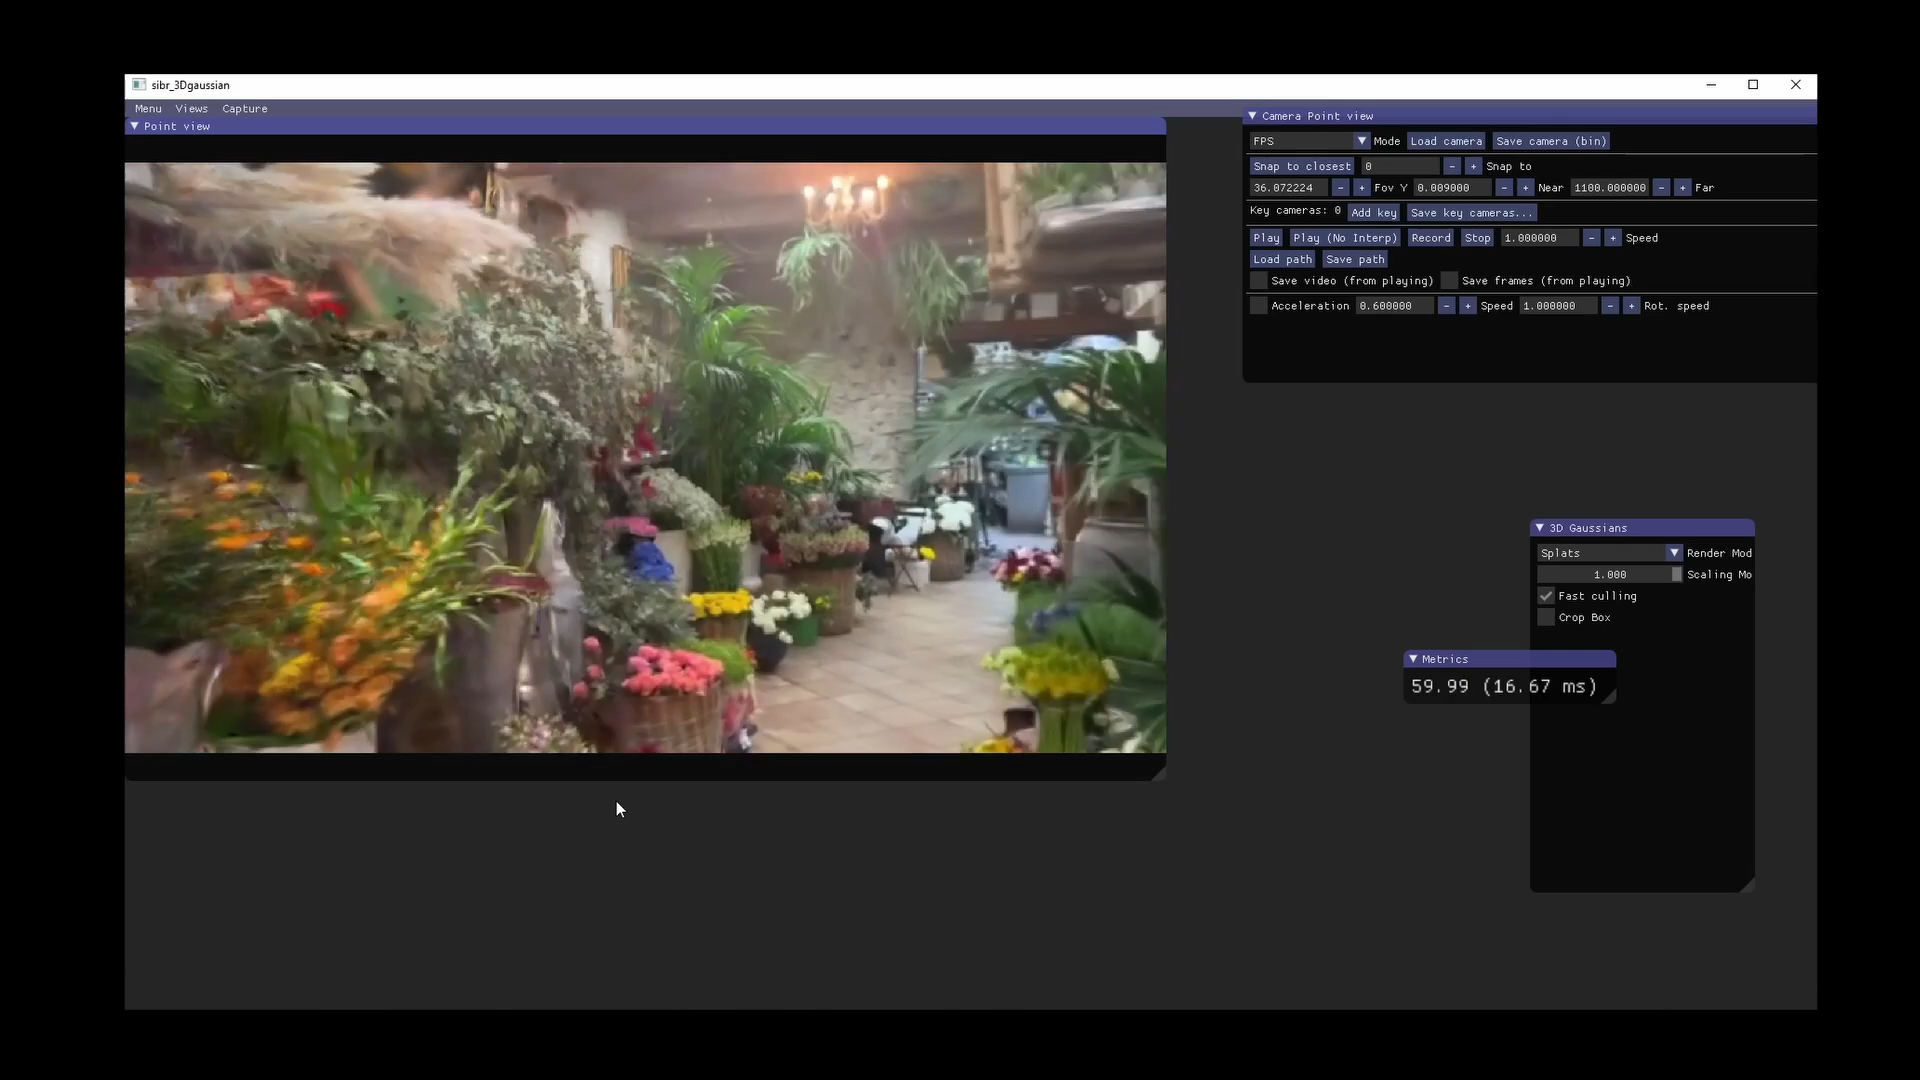 sibr_3Dgaussian
Menu Views Capture
Point view
Camera Point view
FPS Mode Load camera Save camera (bin)
Snap to closest 0 - + Snap to
36.072224 - + Fov Y 0.009000 - + Near 1100.000000 - + Far
Key cameras: 0 Add key Save key cameras...
Play Play (No Interp) Record Stop 1.000000 - + Speed
Load path Save path
Save video (from playing) Save frames (from playing)
Acceleration 0.600000 - + Speed 1.000000 - + Rot. speed
3D Gaussians
Splats Render Mod
1.000 Scaling Mo
Fast culling
Crop Box
Metrics
59.99 (16.67 ms)